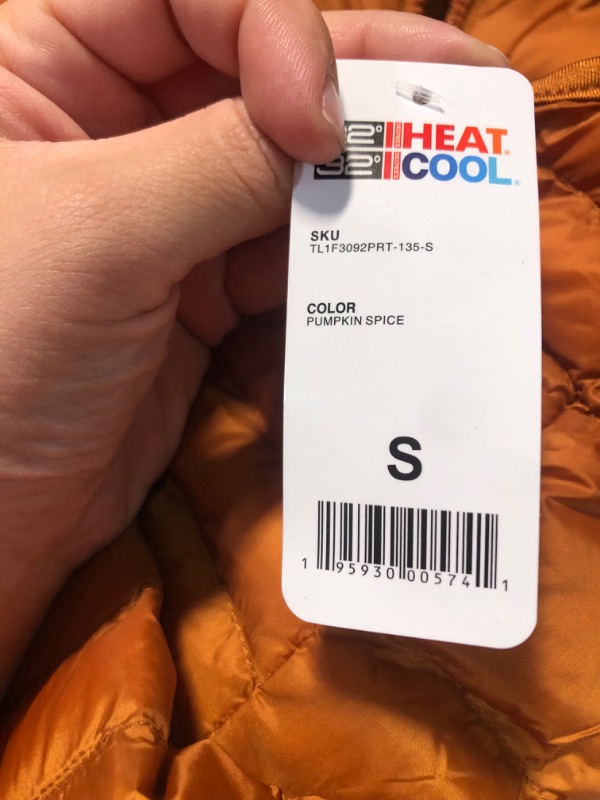 32° HEAT
32° COOL
SKU
TL1F3092PRT-135-S
COLOR
PUMPKIN SPICE
S
1 95930 00574 1